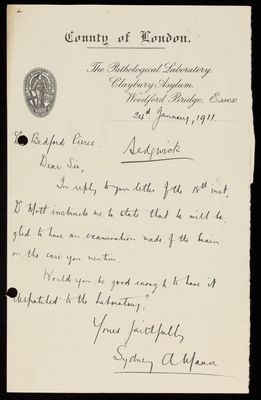 County of London.
The Pathological Laboratory,
Claybury Asylum,
Woodford Bridge, Essex
24th January, 1911.
Dr Bedford Pierce.
Sedgwick
Dear Sir,
In reply to your letter of the 18th inst,
Dr Mott instructs me to state that he will be
glad to have an examination made of the brain
in the case you mention.
Would you be good enough to have it
despatched to the Laboratory?
Yours faithfully
Sydney A Mann